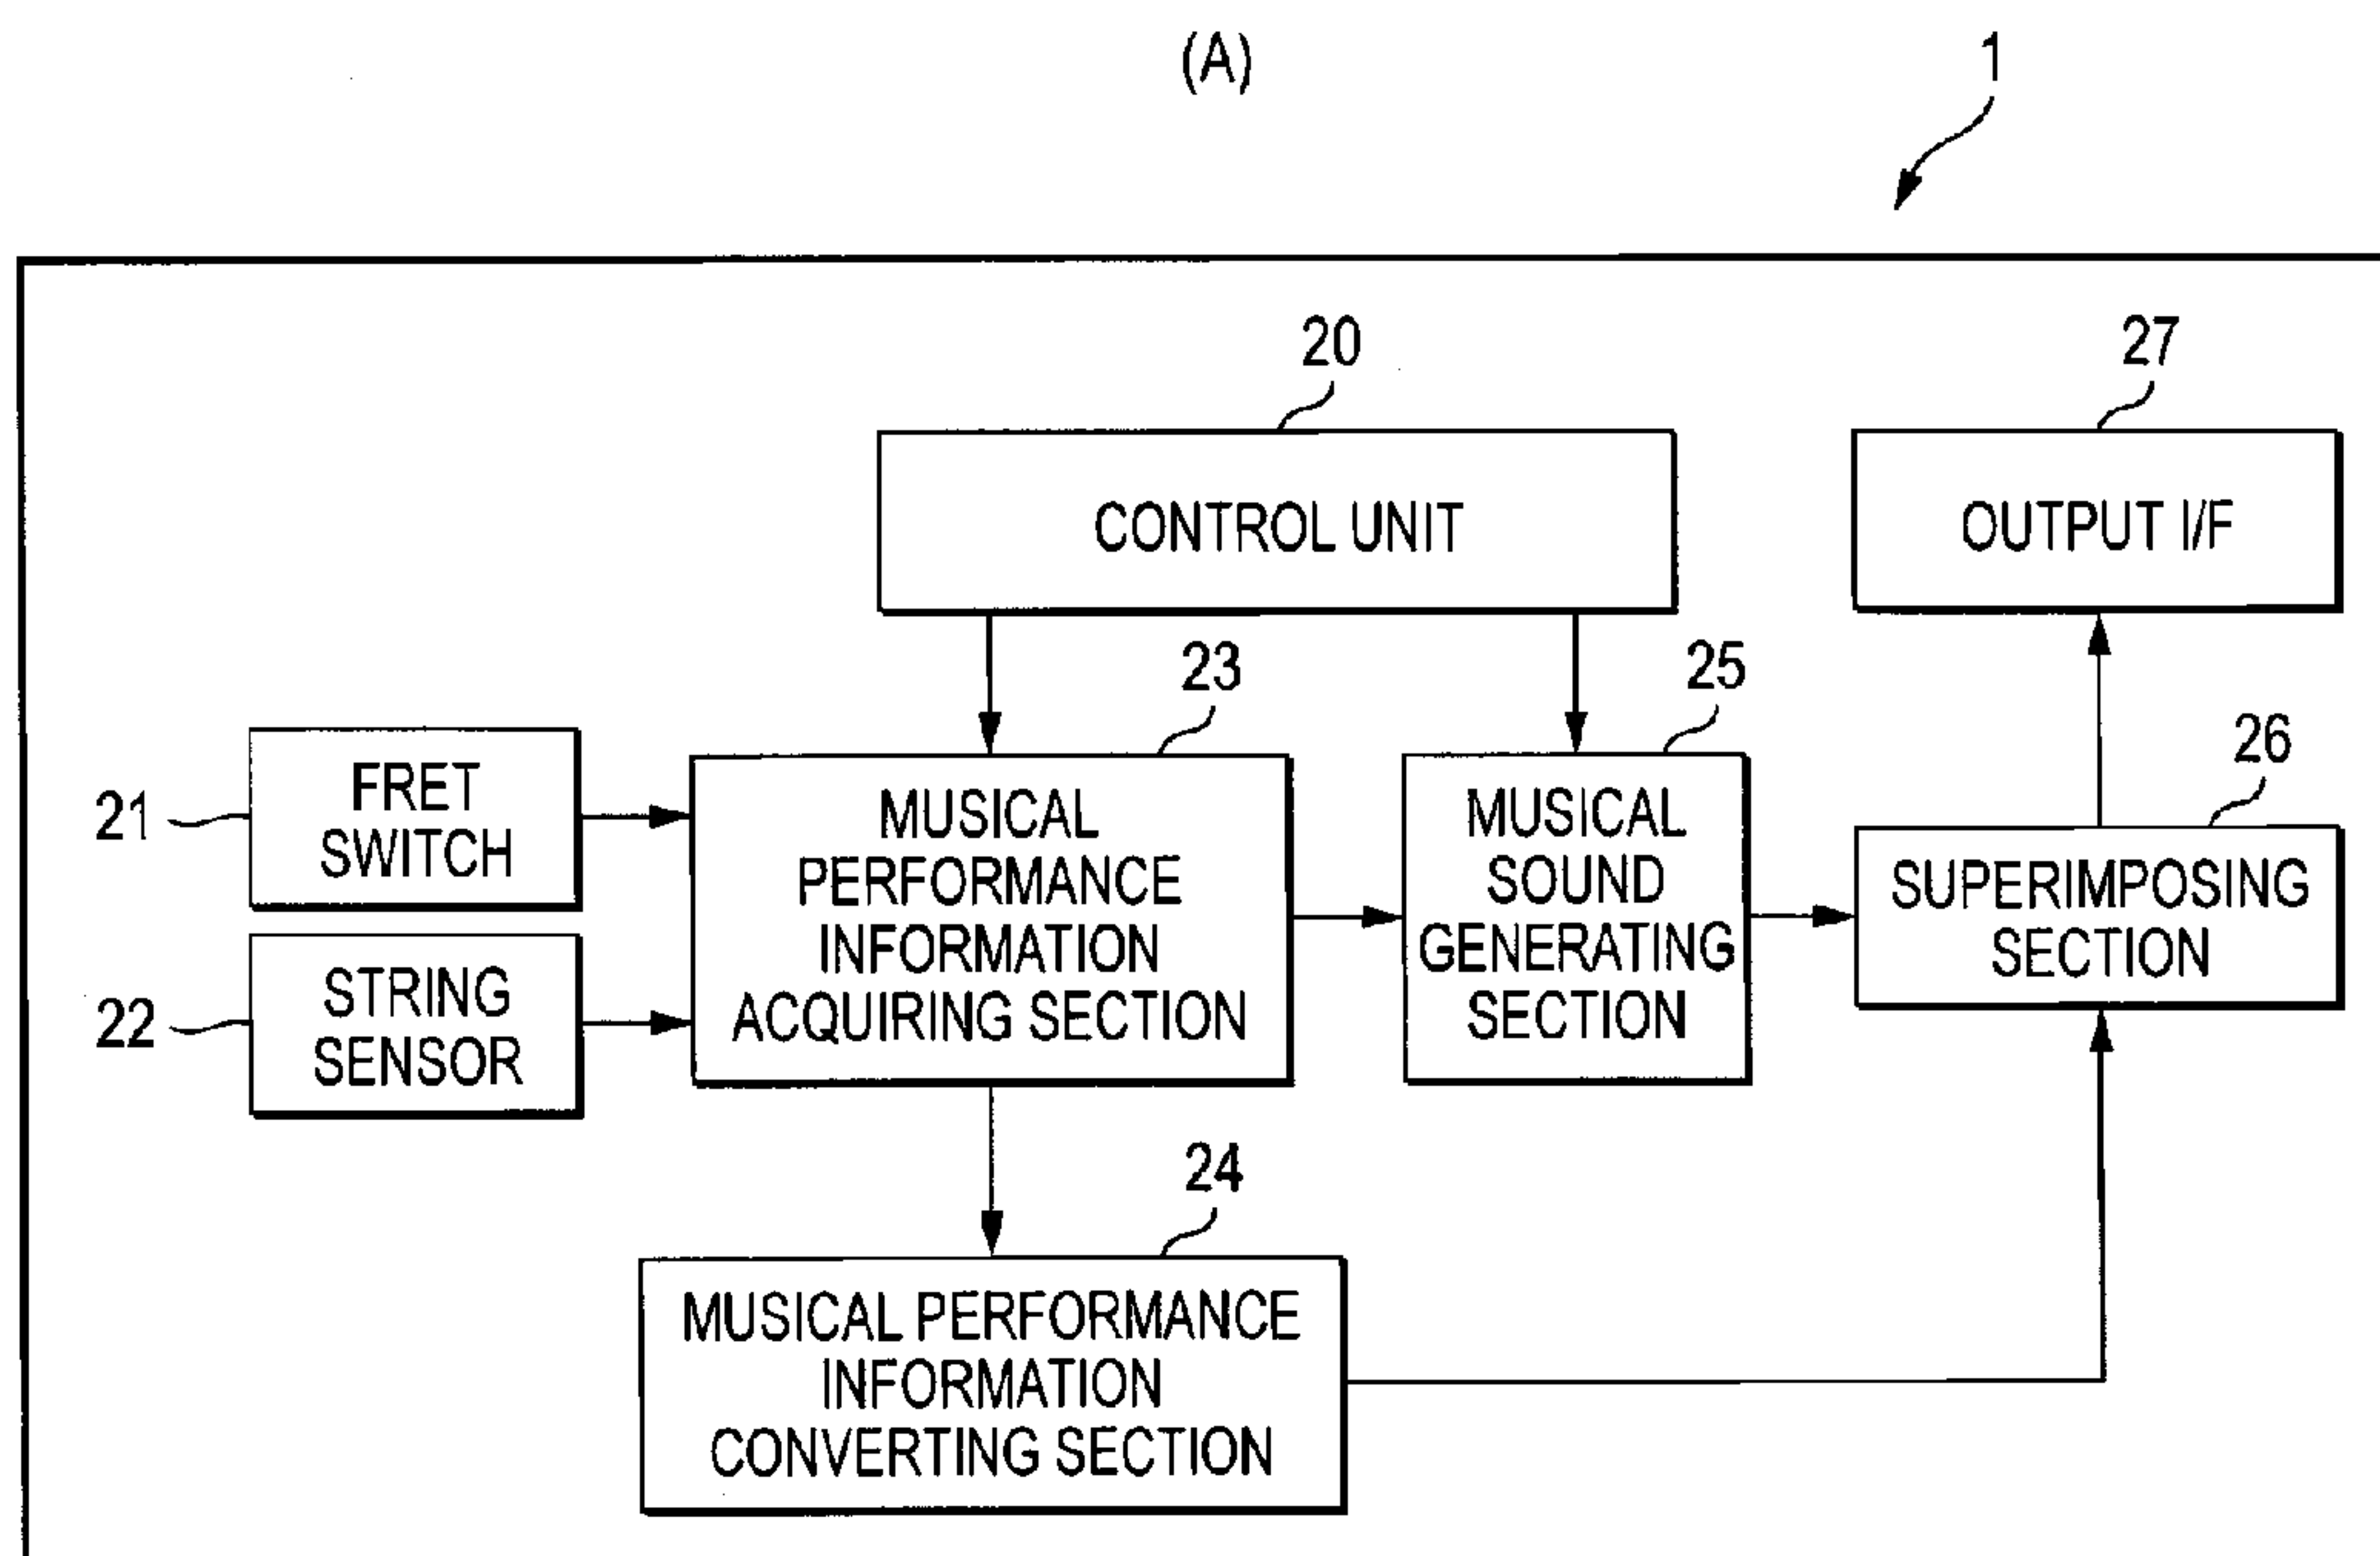 (A)
1
20
27
CONTROL UNIT
OUTPUT I/F
23
25
26
21
FRET
SWITCH
MUSICAL
PERFORMANCE
INFORMATION
ACQUIRING SECTION
MUSICAL
SOUND
GENERATING
SECTION
SUPERIMPOSING
SECTION
22
STRING
SENSOR
24
MUSICAL PERFORMANCE
INFORMATION
CONVERTING SECTION